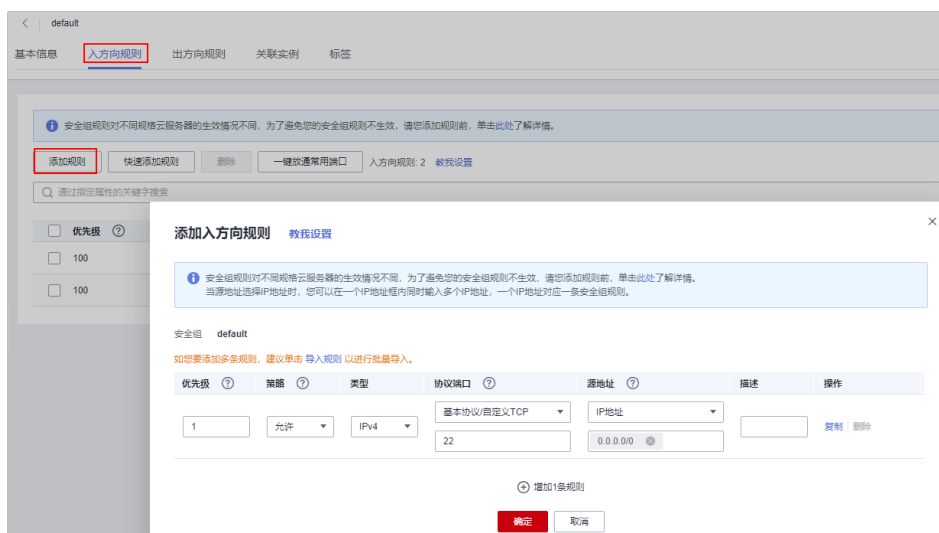 default
基本信息 入方向规则 出方向规则 关联实例 标签
安全组规则对不同规格云服务器的生效情况不同，为了避免您的安全组规则不生效，请您添加规则前，单击此处了解详情。
添加规则 快速添加规则 删除 一键放通常用端口 入方向规则: 2 教我设置
通过指定属性的关键字搜索
优先级
100
100
添加入方向规则 教我设置
安全组规则对不同规格云服务器的生效情况不同，为了避免您的安全组规则不生效，请您添加规则前，单击此处了解详情。
当源地址选择IP地址时，您可以在一个IP地址框内同时输入多个IP地址，一个IP地址对应一条安全组规则。
安全组 default
如您要添加多条规则，建议单击 导入规则 以进行批量导入。
优先级 策略 类型 协议端口 源地址 描述 操作
1 允许 IPv4 基本协议/自定义TCP IP地址 复制 删除
22 0.0.0.0/0
增加1条规则
确定 取消